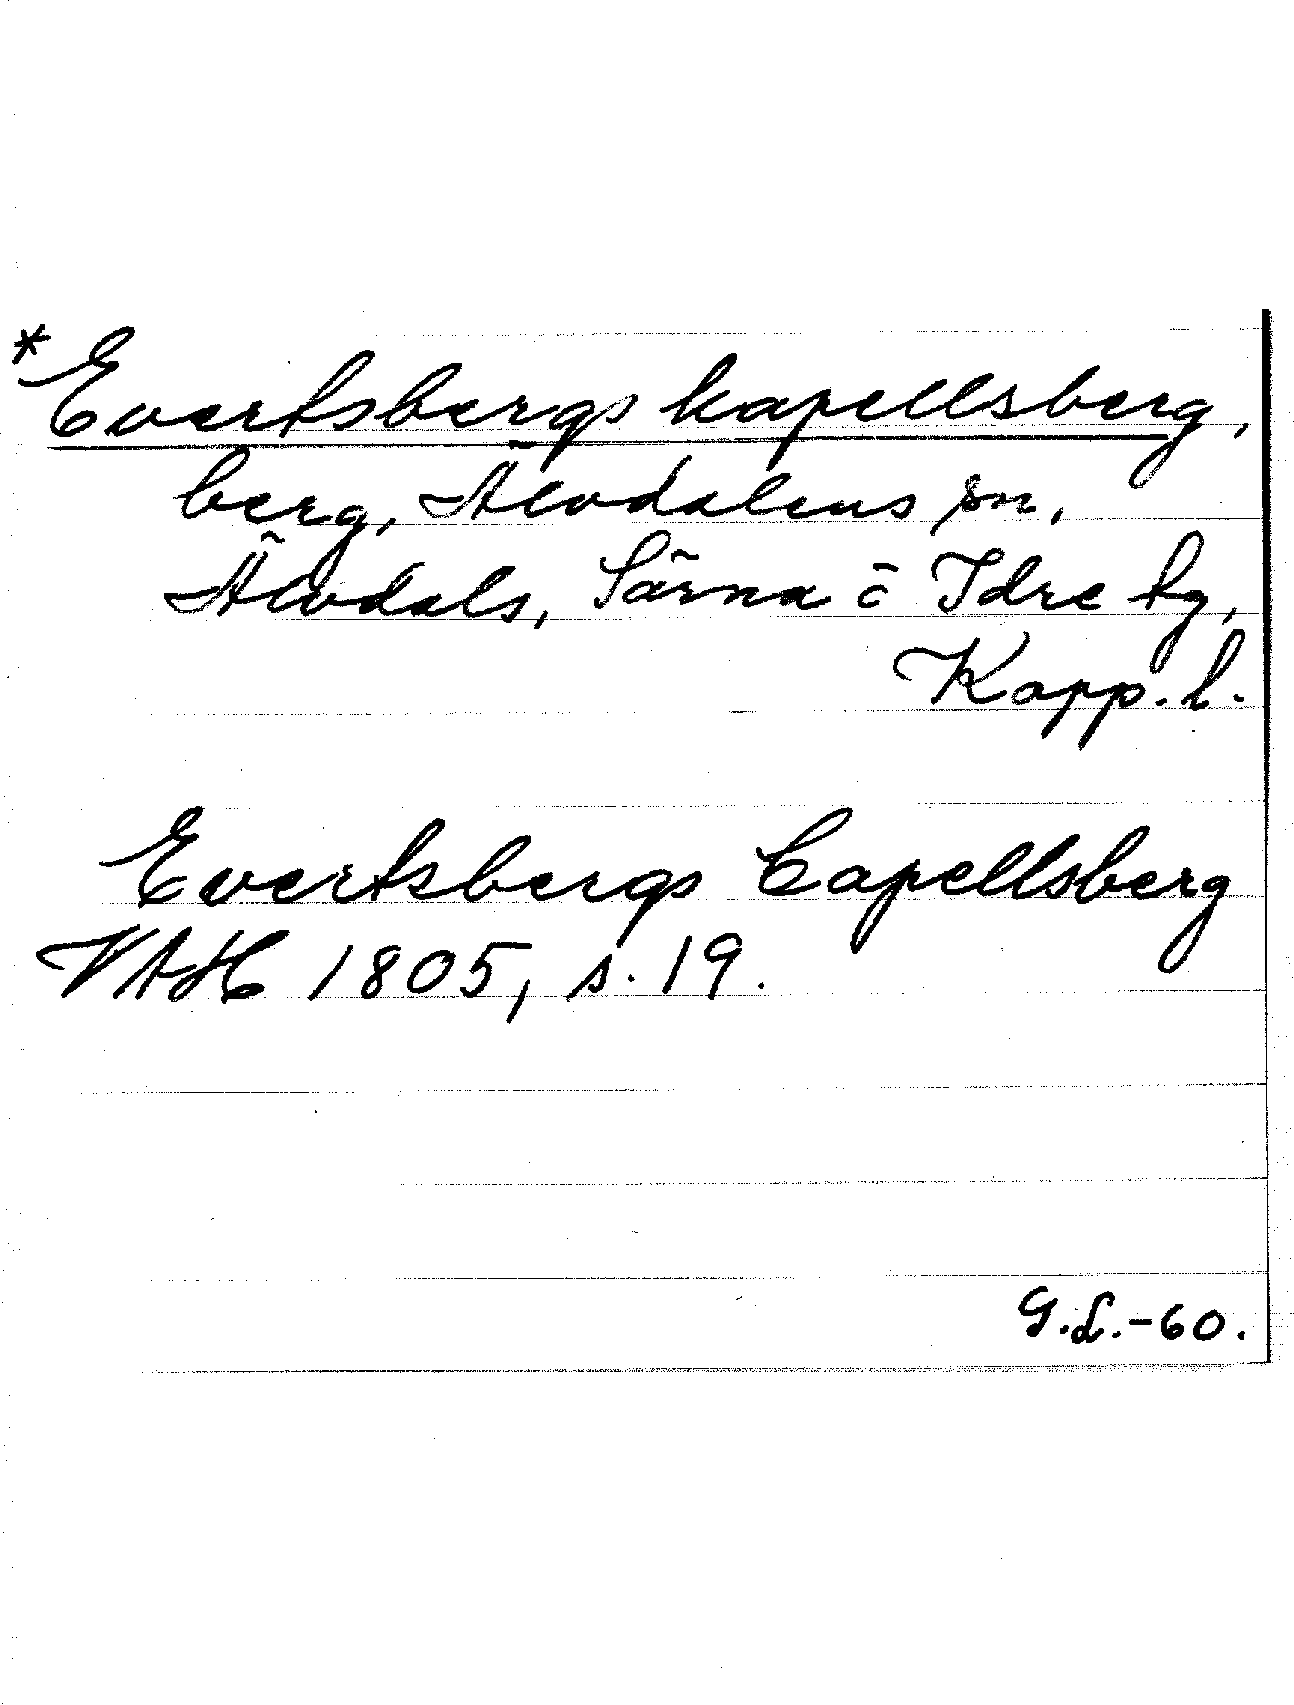 *Evertsbergs kapellsberg,
berg, Älvdalens sn,
Älvdals, Särna o Idre tg,
Kopp. l.
Evertsbergs Capellsberg
VAH 1805, s. 19.
G.L.-60.